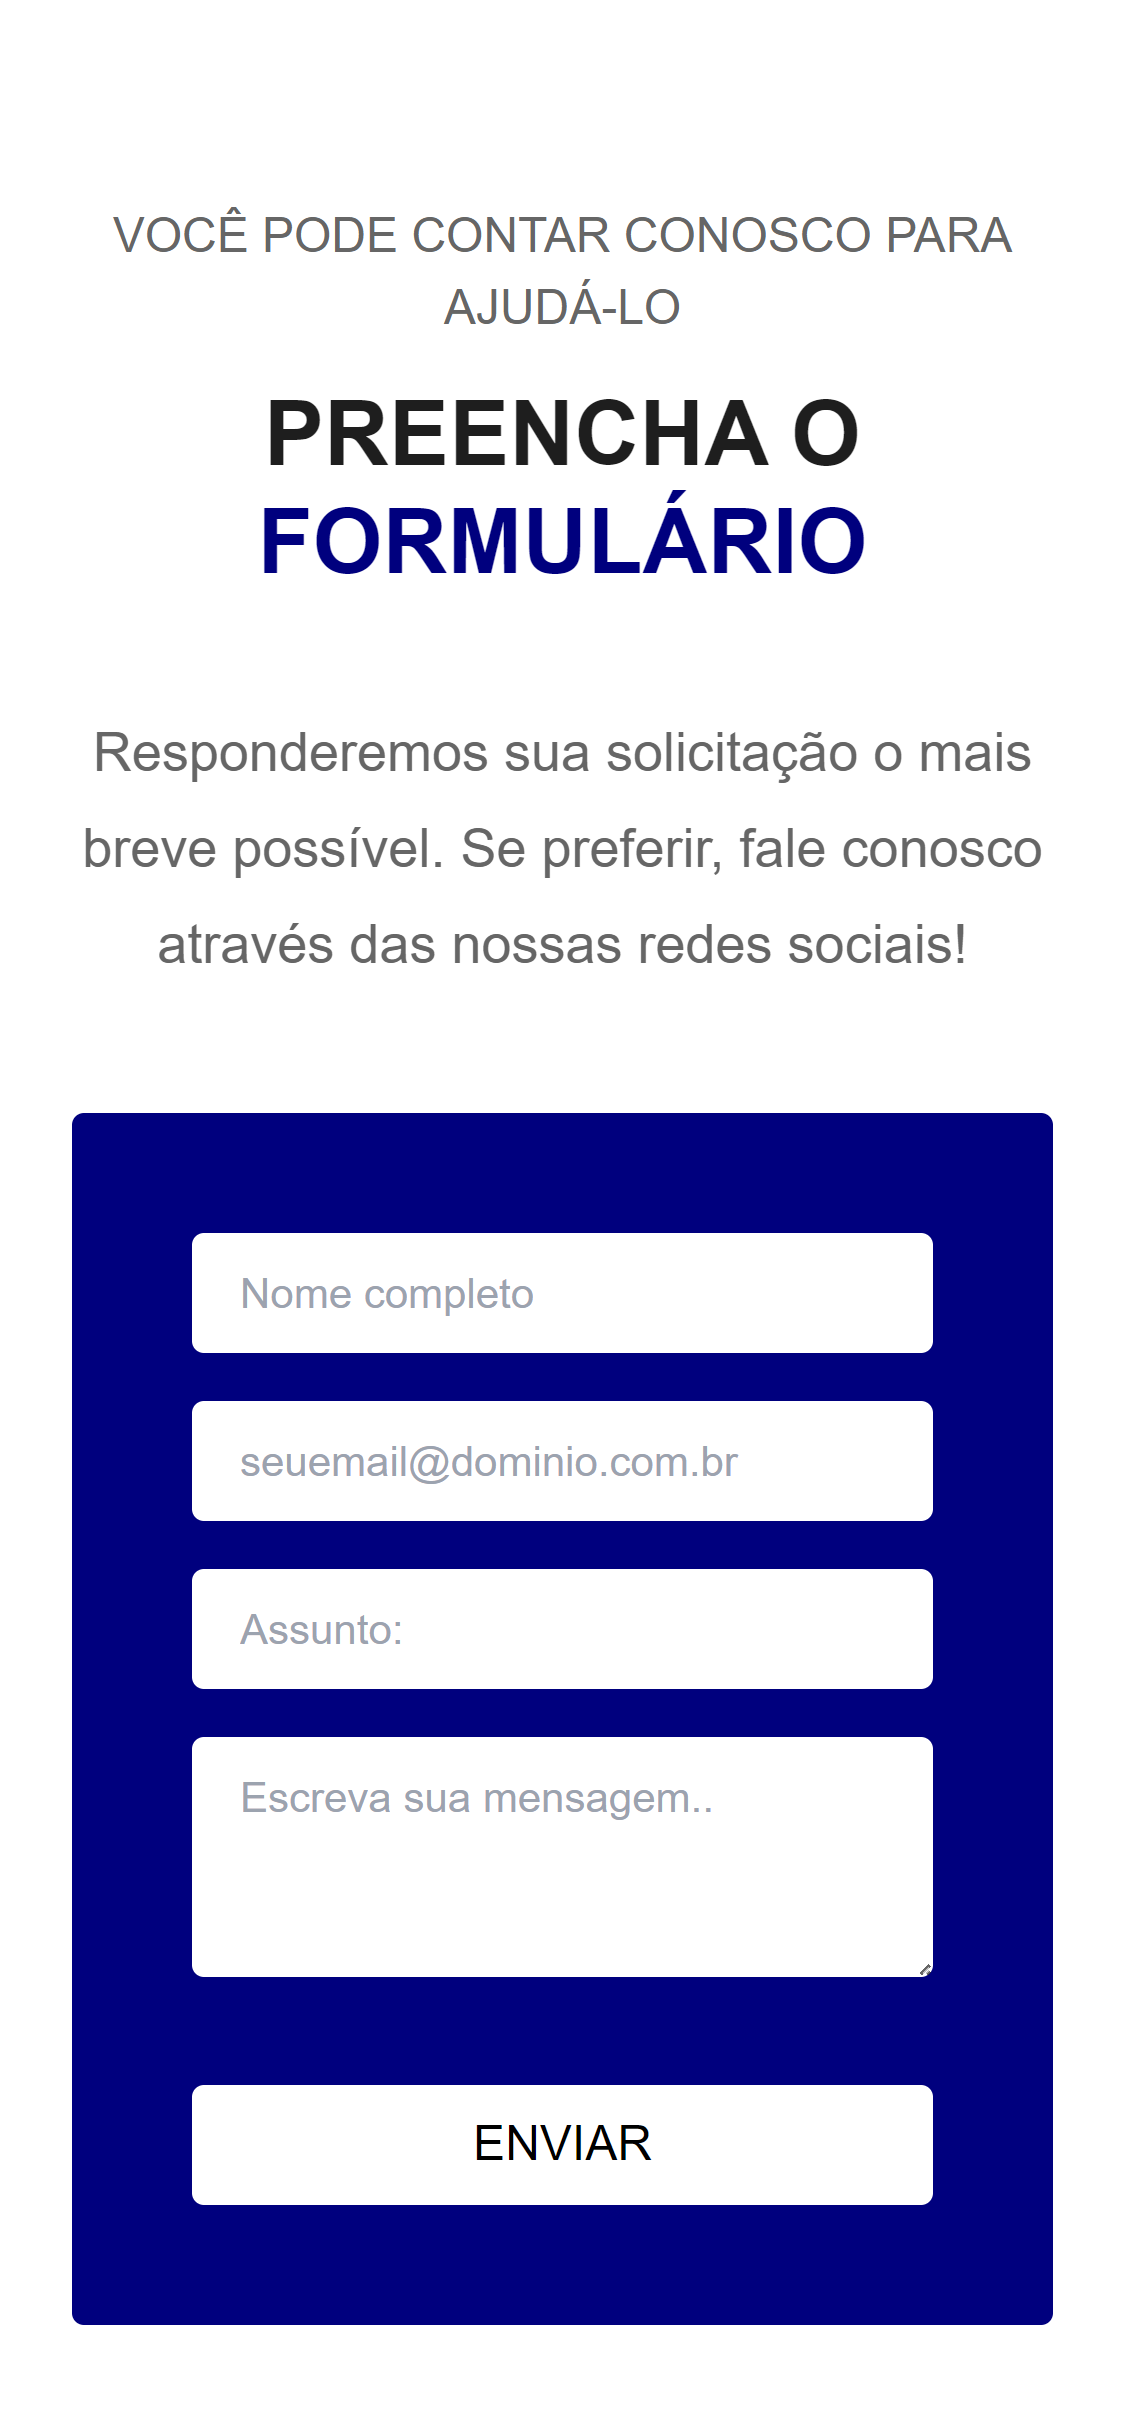 VOCÊ PODE CONTAR CONOSCO PARA
AJUDÁ-LO
PREENCHA O
FORMULÁRIO
Responderemos sua solicitação o mais
breve possível. Se preferir, fale conosco
através das nossas redes sociais!
Nome completo
seuemail@dominio.com.br
Assunto:
Escreva sua mensagem..
ENVIAR